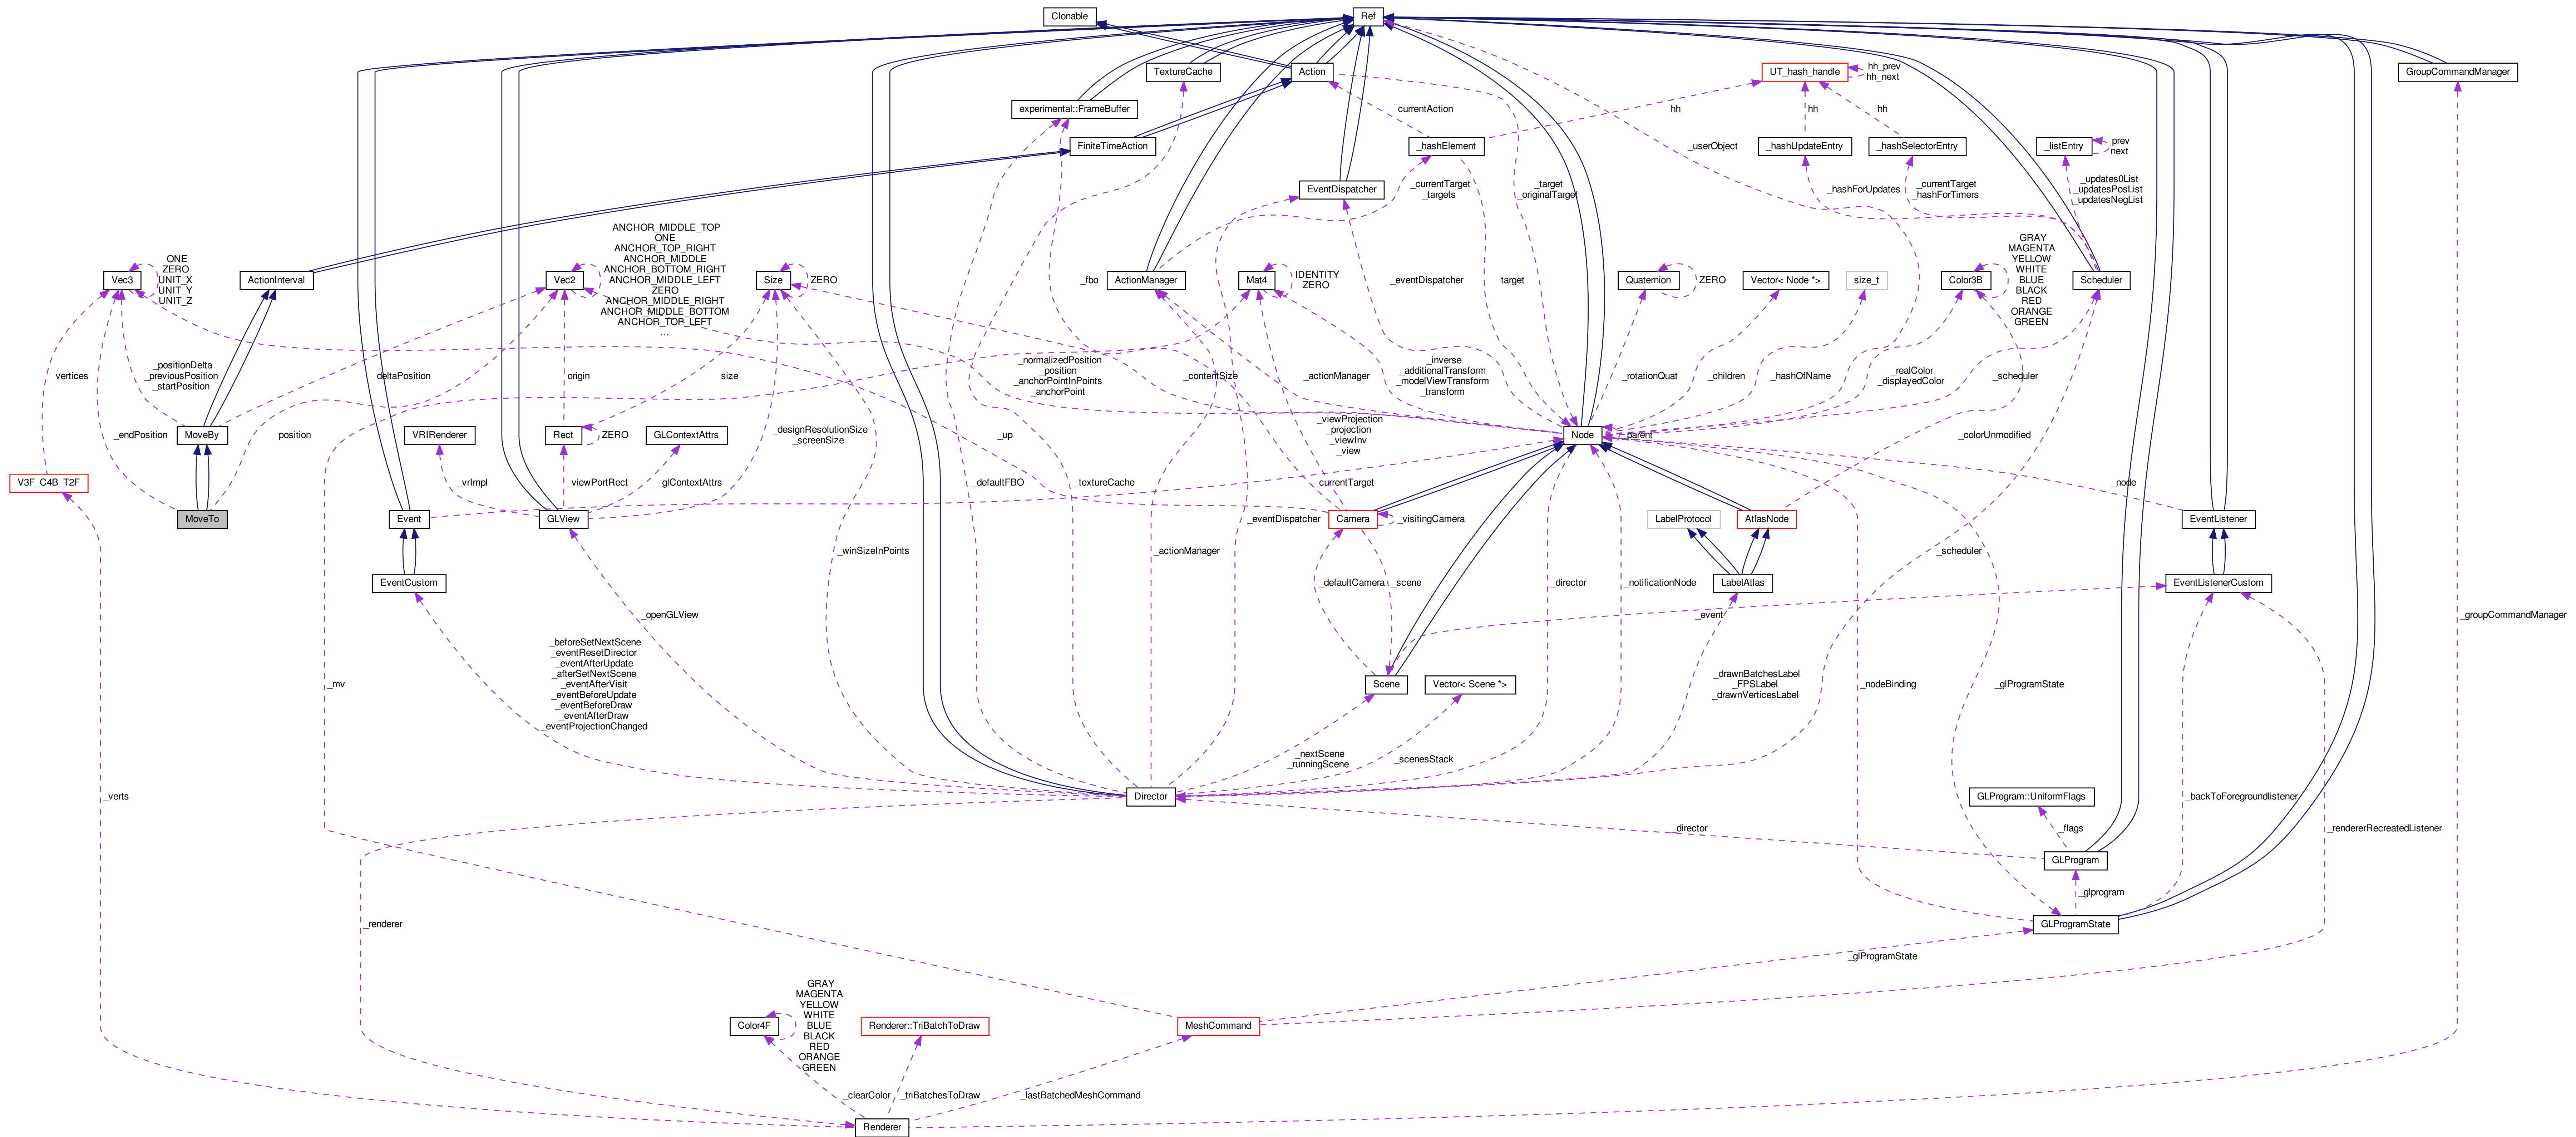 Clonable
Ref
TextureCache
Action
UT_hash_handle
hh_prev
hh_next
GroupCommandManager
experimental::FrameBuffer
currentAction
hh
hh
hh
FiniteTimeAction
_hashElement
_userObject
_hashUpdateEntry
_hashSelectorEntry
_listEntry
prev
next
EventDispatcher
_currentTarget
_targets
_target
_originalTarget
_hashForUpdates
_currentTarget
_hashForTimers
_updates0List
_updatesPosList
_updatesNegList
ONE
ZERO
UNIT_X
UNIT_Y
UNIT_Z
ANCHOR_MIDDLE_TOP
ONE
ANCHOR_TOP_RIGHT
ANCHOR_MIDDLE
ANCHOR_BOTTOM_RIGHT
ANCHOR_MIDDLE_LEFT
ZERO
ANCHOR_MIDDLE_RIGHT
ANCHOR_MIDDLE_BOTTOM
ANCHOR_TOP_LEFT
...
Vec3
ActionInterval
Vec2
Size
ZERO
_fbo
ActionManager
Mat4
IDENTITY
ZERO
_eventDispatcher
target
Quaternion
ZERO
Vector< Node *>
size_t
Color3B
GRAY
MAGENTA
YELLOW
WHITE
BLUE
BLACK
RED
ORANGE
GREEN
Scheduler
vertices
_positionDelta
_previousPosition
_startPosition
deltaPosition
origin
size
_normalizedPosition
_position
_anchorPointInPoints
_anchorPoint
_contentSize
_actionManager
_inverse
_additionalTransform
_modelViewTransform
_transform
_rotationQuat
_children
_hashOfName
_realColor
_displayedColor
_scheduler
_endPosition
MoveBy
position
VRIRenderer
Rect
ZERO
GLContextAttrs
_designResolutionSize
_screenSize
_up
_viewProjection
_projection
_viewInv
_view
Node
_parent
_colorUnmodified
V3F_C4B_T2F
_vrImpl
_viewPortRect
_glContextAttrs
_defaultFBO
_textureCache
_currentTarget
_node
MoveTo
Event
GLView
_eventDispatcher
Camera
_visitingCamera
LabelProtocol
AtlasNode
EventListener
_winSizeInPoints
_actionManager
_scheduler
EventCustom
_defaultCamera
_scene
_director
_notificationNode
LabelAtlas
EventListenerCustom
_openGLView
_event
_groupCommandManager
_beforeSetNextScene
_eventResetDirector
_eventAfterUpdate
_afterSetNextScene
_eventAfterVisit
_eventBeforeUpdate
_eventBeforeDraw
_eventAfterDraw
_eventProjectionChanged
_mv
Scene
Vector< Scene *>
_drawnBatchesLabel
_FPSLabel
_drawnVerticesLabel
_nodeBinding
_glProgramState
_nextScene
_runningScene
_scenesStack
_verts
Director
GLProgram::UniformFlags
_backToForegroundlistener
_director
_flags
_rendererRecreatedListener
GLProgram
_glprogram
_renderer
GLProgramState
_glProgramState
GRAY
MAGENTA
YELLOW
WHITE
BLUE
BLACK
RED
ORANGE
GREEN
Color4F
Renderer::TriBatchToDraw
MeshCommand
_clearColor
_triBatchesToDraw
_lastBatchedMeshCommand
Renderer